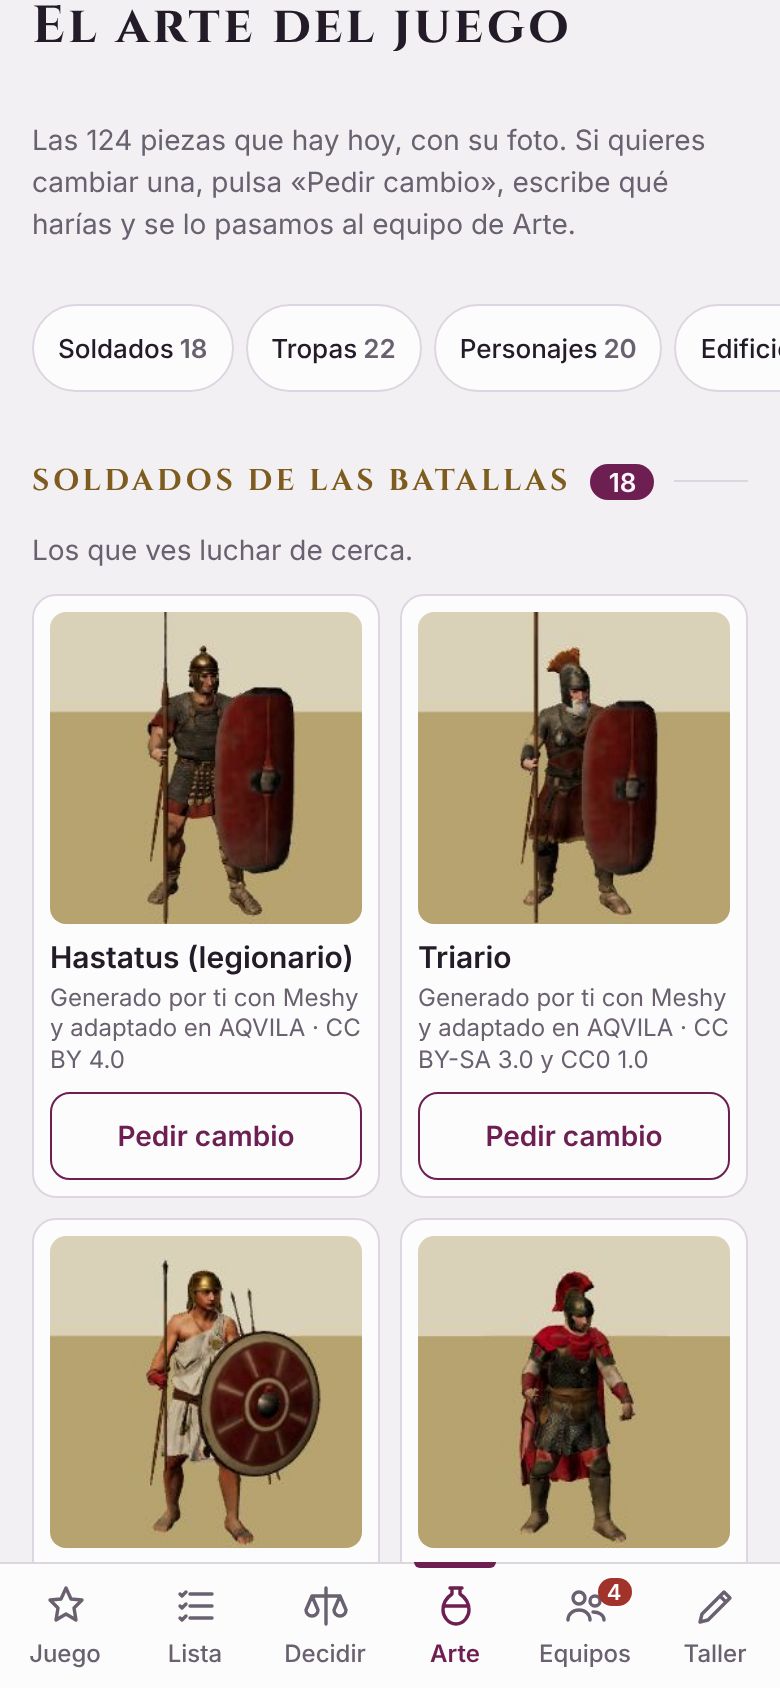 El arte del juego
Las 124 piezas que hay hoy, con su foto. Si quieres
cambiar una, pulsa «Pedir cambio», escribe qué
harías y se lo pasamos al equipo de Arte.
Soldados 18
Tropas 22
Personajes 20
SOLDADOS DE LAS BATALLAS 18
Los que ves luchar de cerca.
Hastatus (legionario)
Generado por ti con Meshy
y adaptado en AQVILA · CC
BY 4.0
Pedir cambio
Triario
Generado por ti con Meshy
y adaptado en AQVILA · CC
BY-SA 3.0 y CC0 1.0
Pedir cambio
Juego
Lista
Decidir
Arte
4
Equipos
Taller